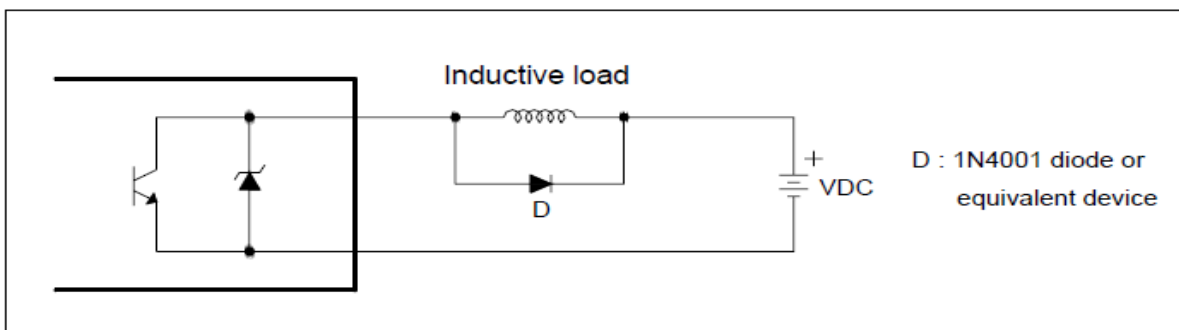 Inductive load
D : 1N4001 diode or
equivalent device
+
VDC
D